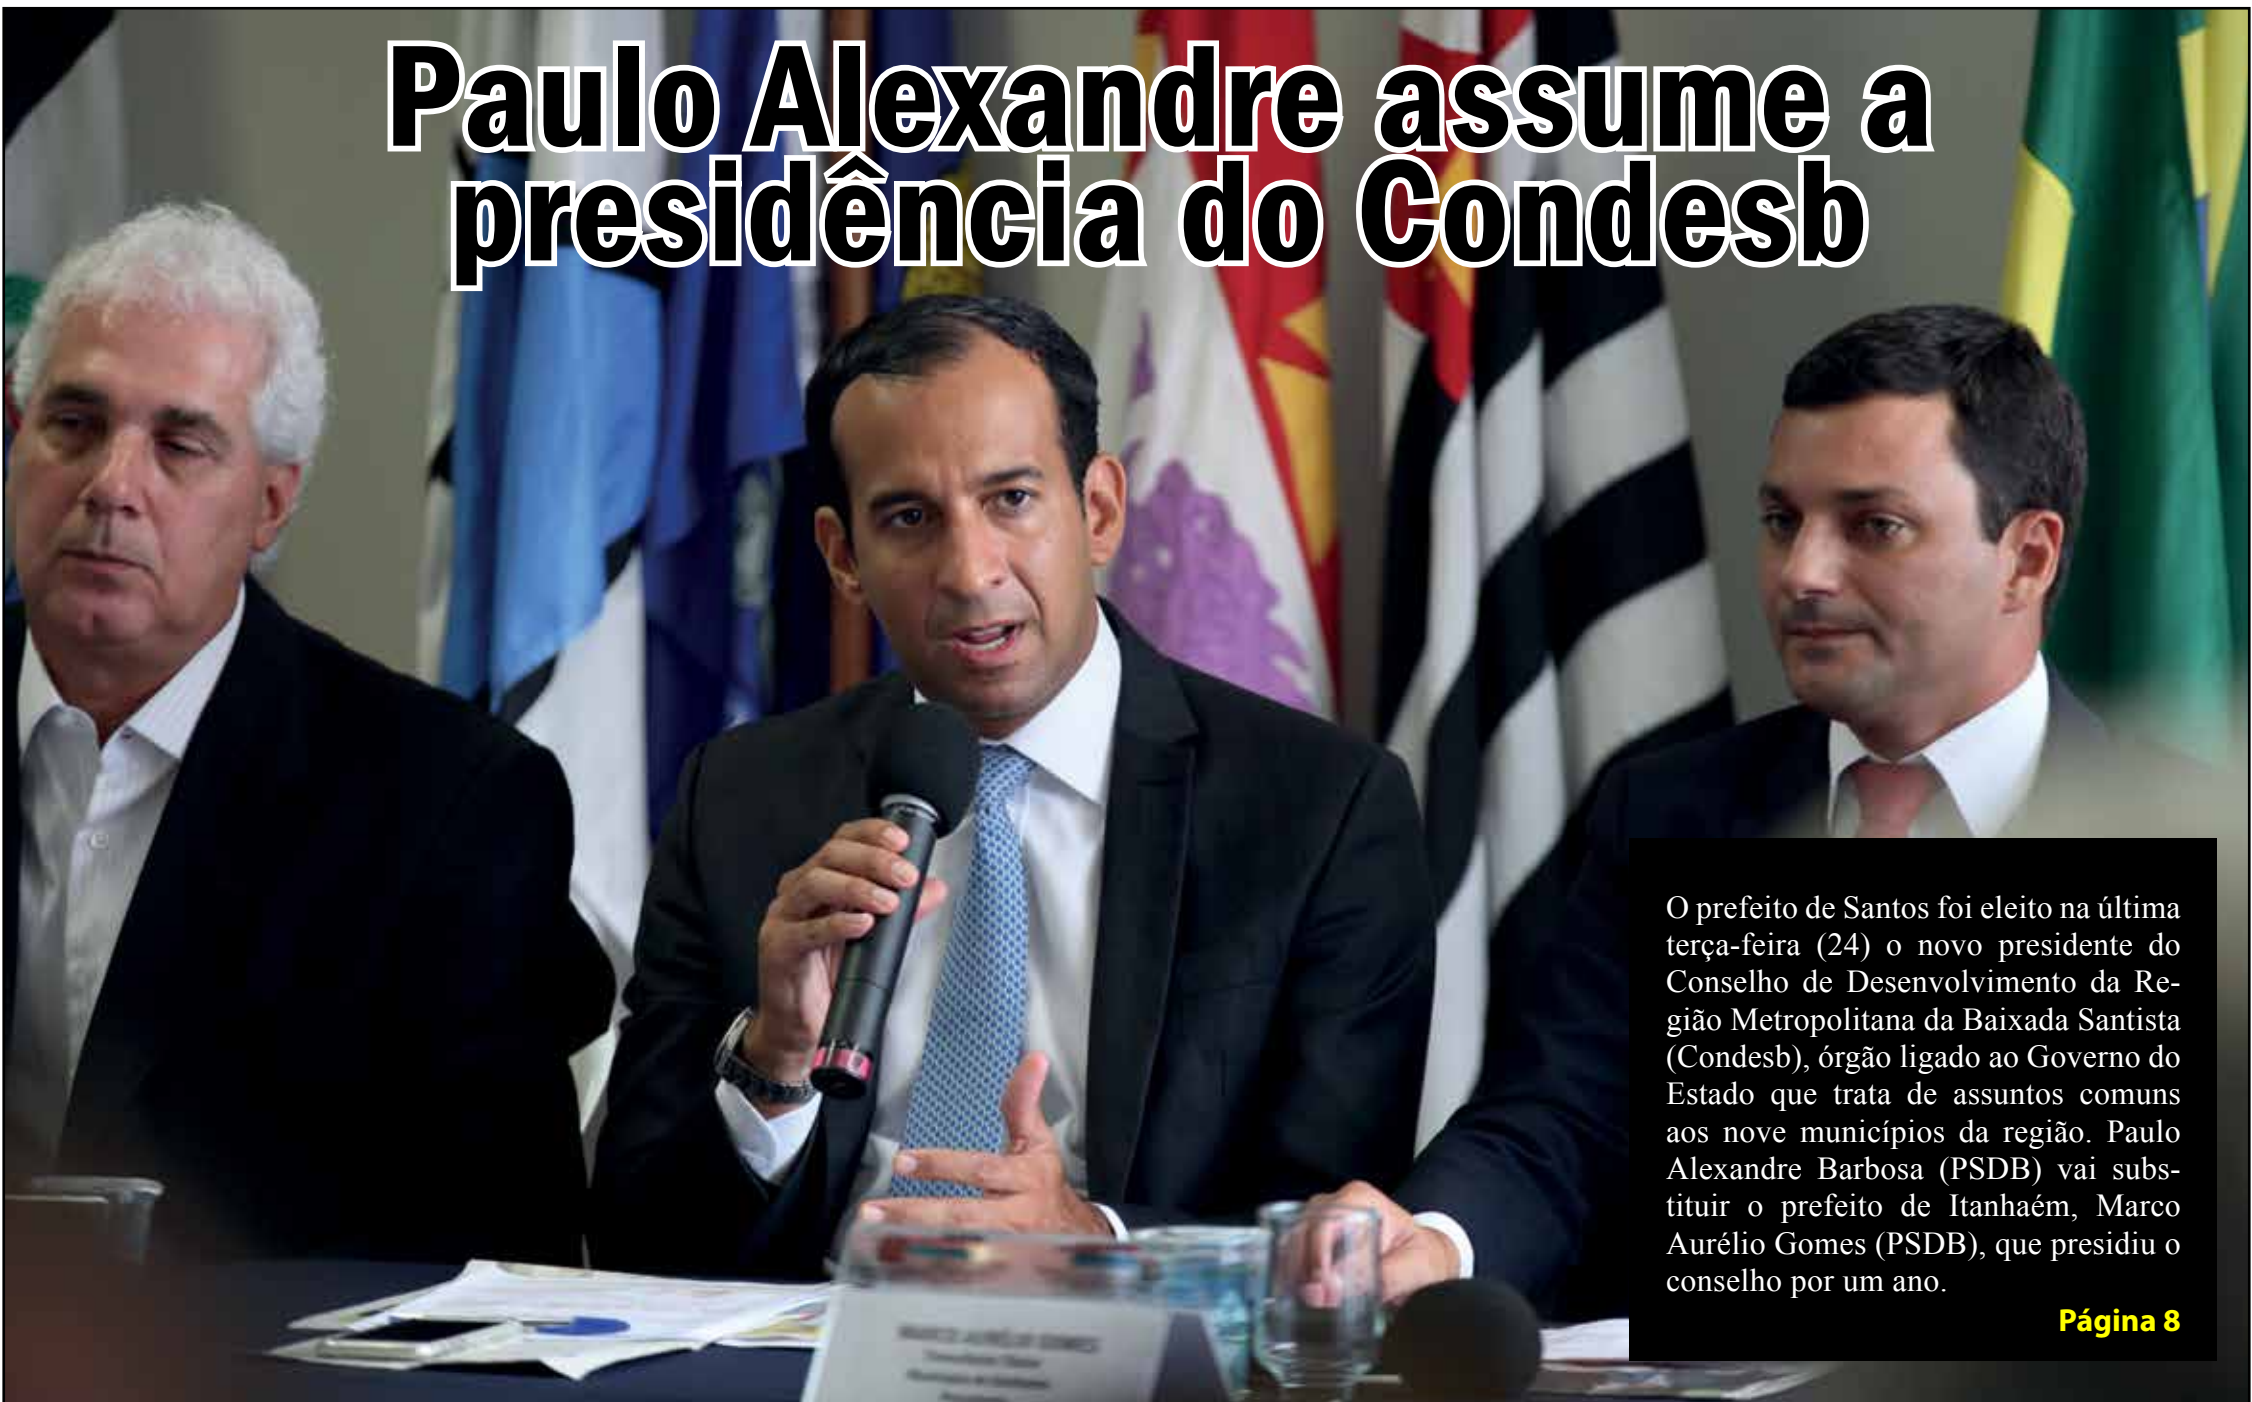 Paulo Alexandre assume a
presidência do Condesb
O prefeito de Santos foi eleito na última
terça-feira (24) o novo presidente do
Conselho de Desenvolvimento da Re-
gião Metropolitana da Baixada Santista
(Condesb), órgão ligado ao Governo do
Estado que trata de assuntos comuns
aos nove municípios da região. Paulo
Alexandre Barbosa (PSDB) vai subs-
tituir o prefeito de Itanhaém, Marco
Aurélio Gomes (PSDB), que presidiu o
conselho por um ano.
Página 8
MARCO AURÉLIO GOMES